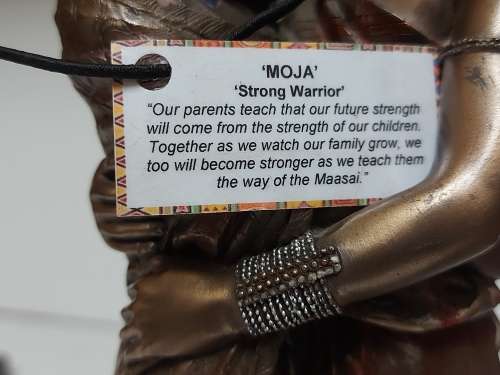 ‘MOJA’
‘Strong Warrior’
“Our parents teach that our future strength
will come from the strength of our children.
Together as we watch our family grow, we
too will become stronger as we teach them
the way of the Maasai.”